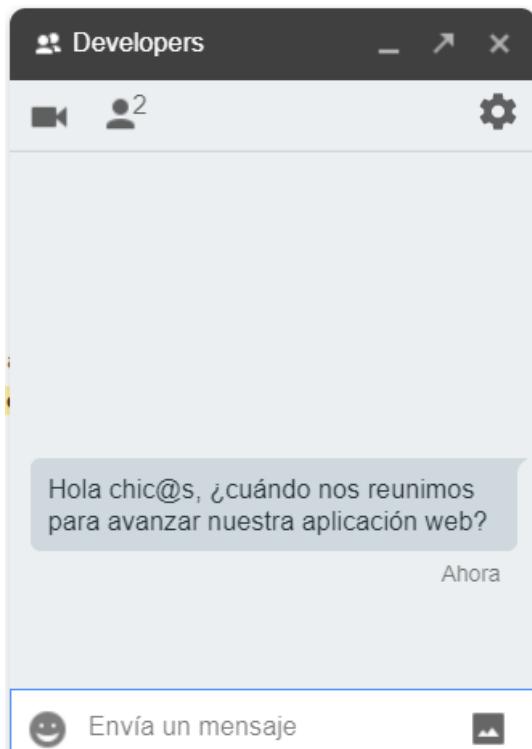 Developers
2
Hola chic@s, ¿cuándo nos reunimos
para avanzar nuestra aplicación web?
Ahora
Envía un mensaje